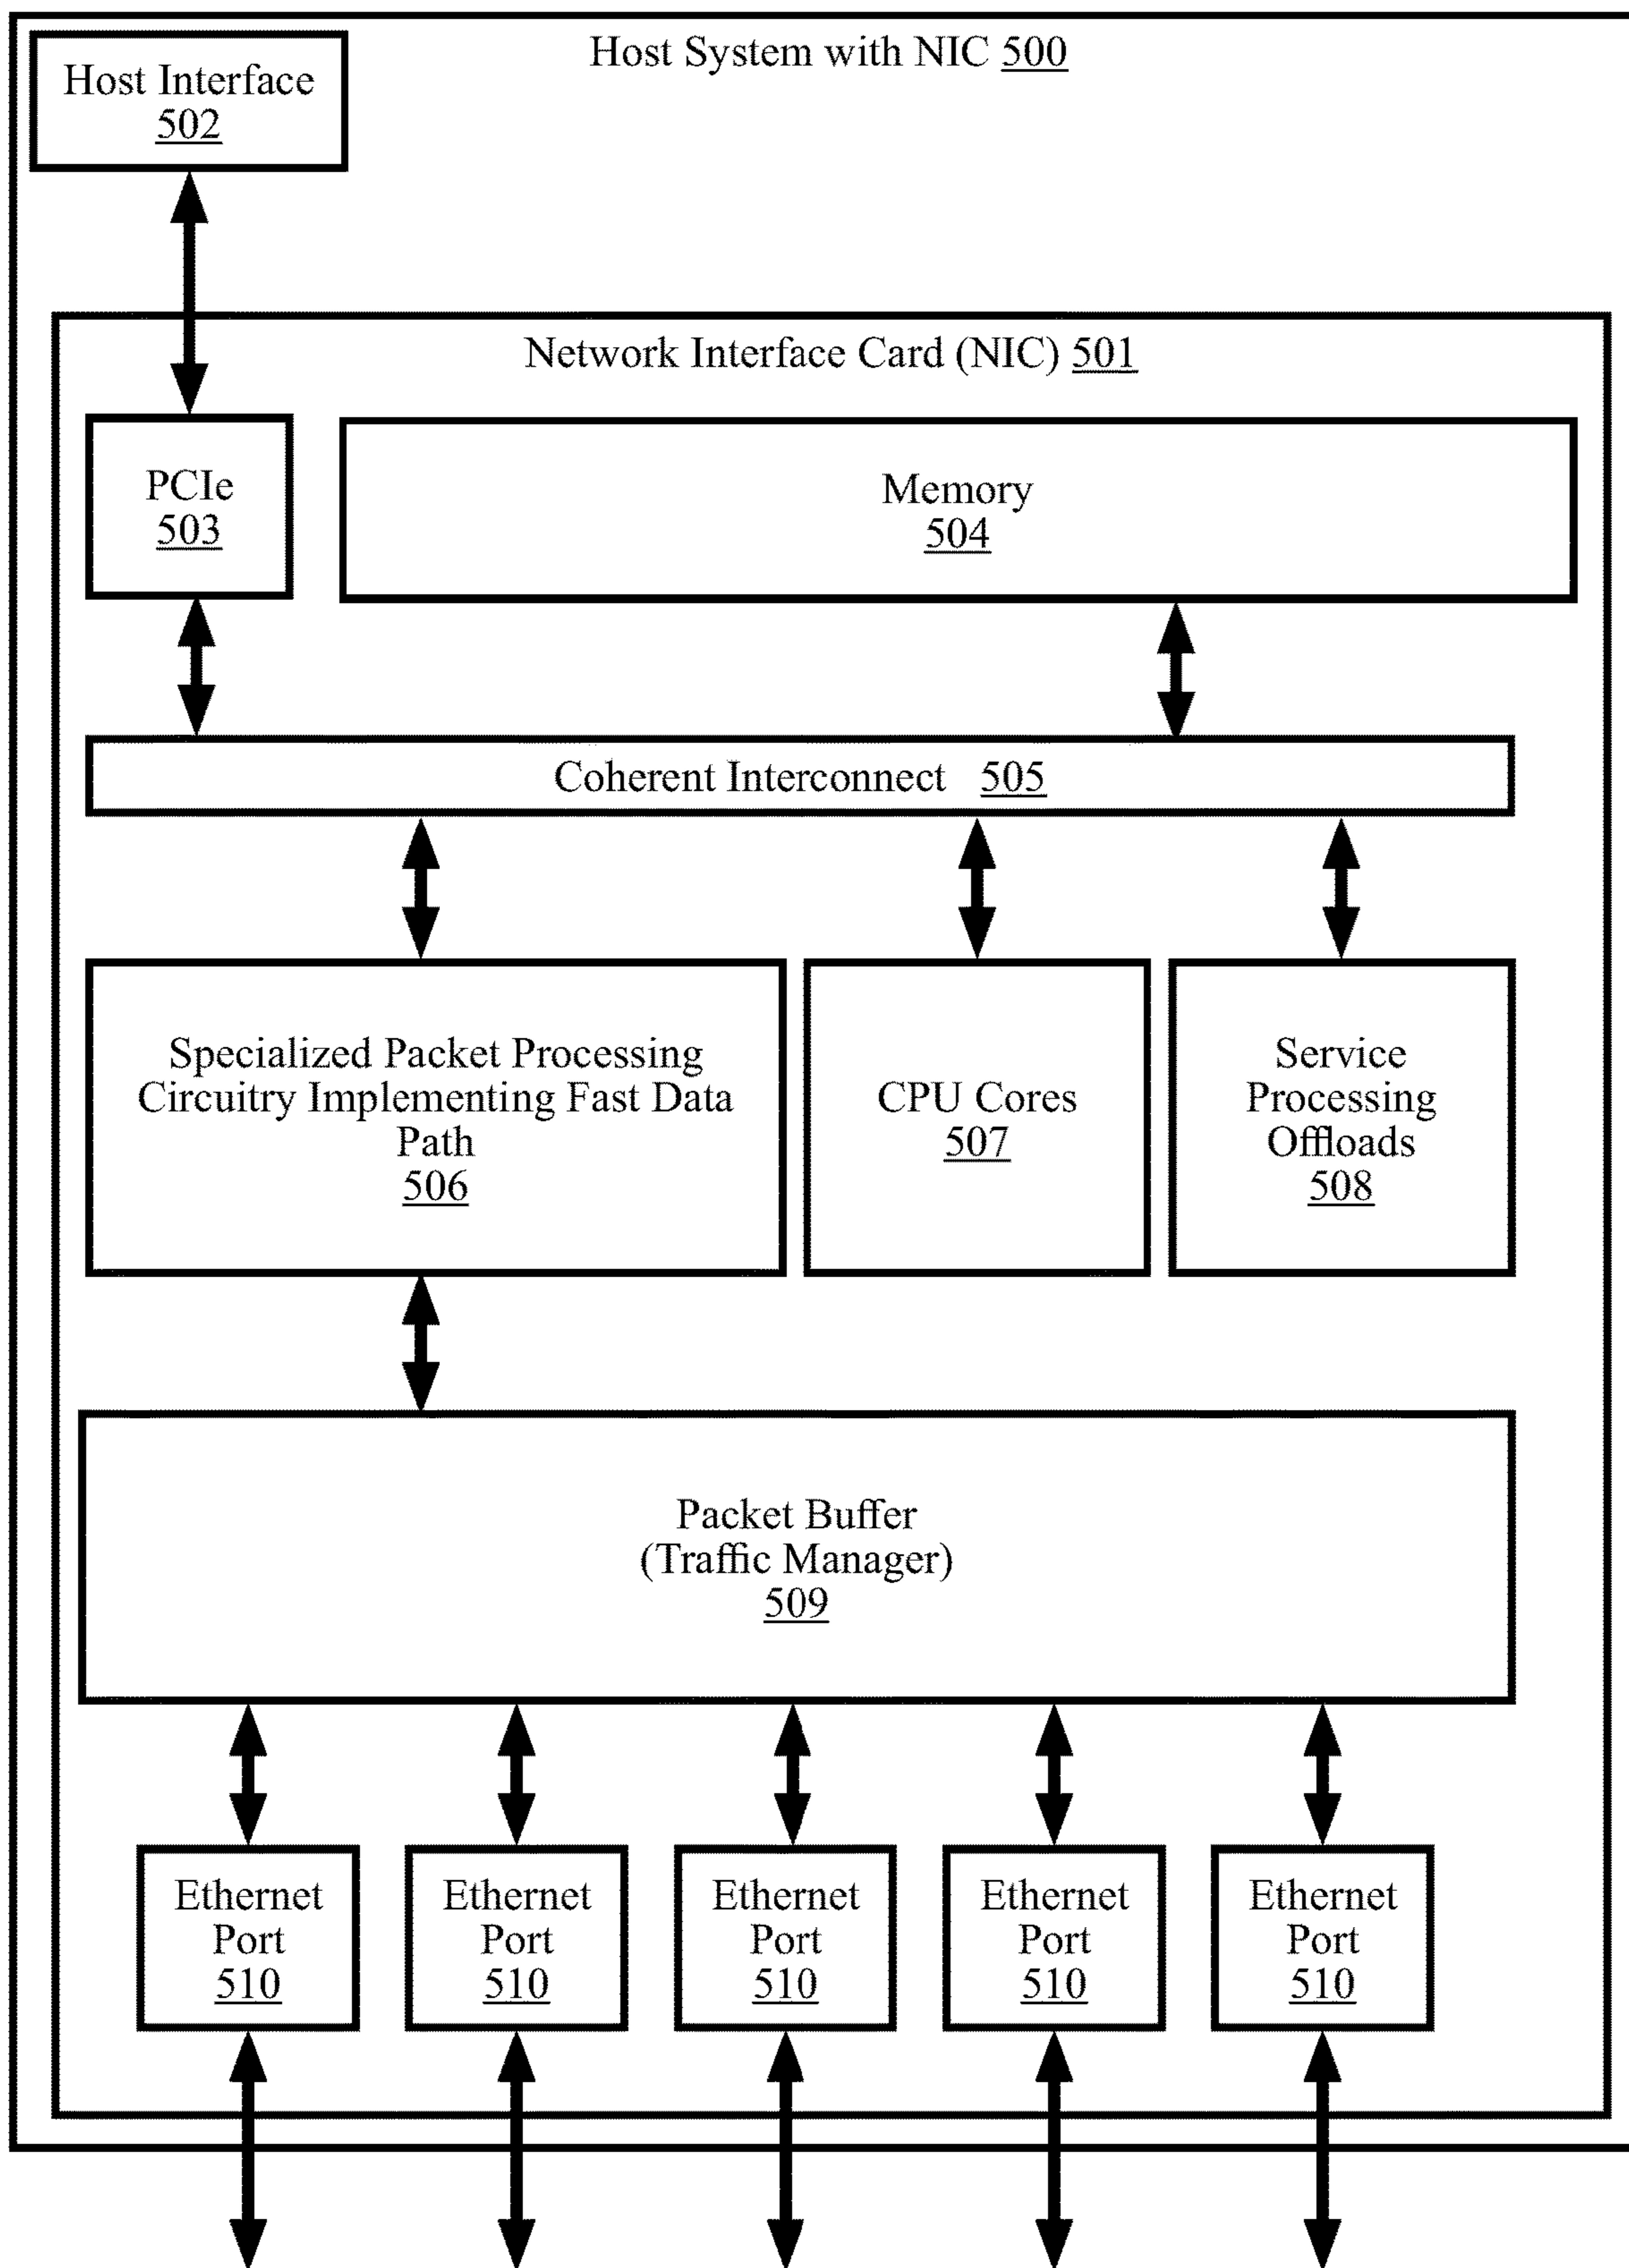 Host System with NIC 500
Host Interface
502
Network Interface Card (NIC) 501
PCIe
503
Memory
504
Coherent Interconnect 505
Specialized Packet Processing
Circuitry Implementing Fast Data
Path
506
CPU Cores
507
Service
Processing
Offloads
508
Packet Buffer
(Traffic Manager)
509
Ethernet
Port
510
Ethernet
Port
510
Ethernet
Port
510
Ethernet
Port
510
Ethernet
Port
510